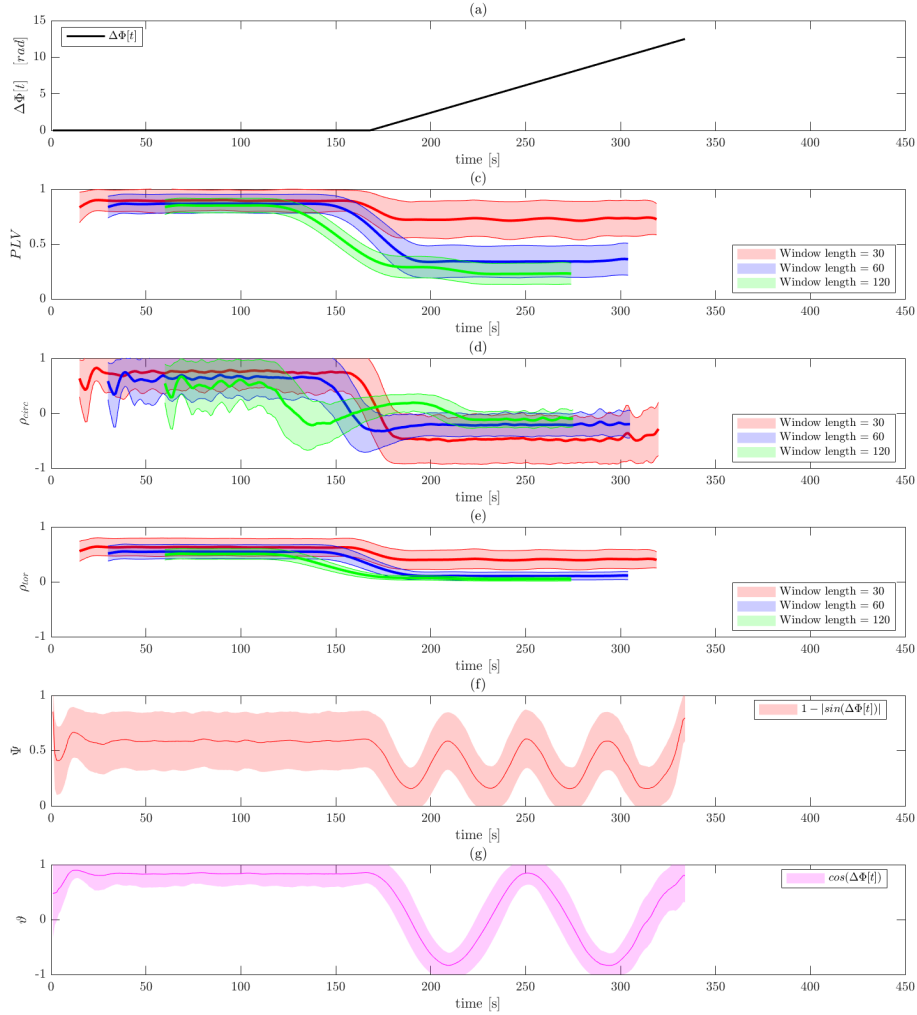 (a)
15
10
5
0
ΔΦ[t] [rad]
ΔΦ[t]
0 50 100 150 200 250 300 350 400 450
time [s]
(c)
1
0.5
0
PLV
Window length = 30
Window length = 60
Window length = 120
0 50 100 150 200 250 300 350 400 450
time [s]
(d)
1
0
-1
ρcirc
Window length = 30
Window length = 60
Window length = 120
0 50 100 150 200 250 300 350 400 450
time [s]
(e)
1
0
-1
ρtor
Window length = 30
Window length = 60
Window length = 120
0 50 100 150 200 250 300 350 400 450
time [s]
(f)
1
0.5
0
Ψ
1 − |sin(ΔΦ[t])|
0 50 100 150 200 250 300 350 400 450
time [s]
(g)
1
0
-1
ϑ
cos(ΔΦ[t])
0 50 100 150 200 250 300 350 400 450
time [s]